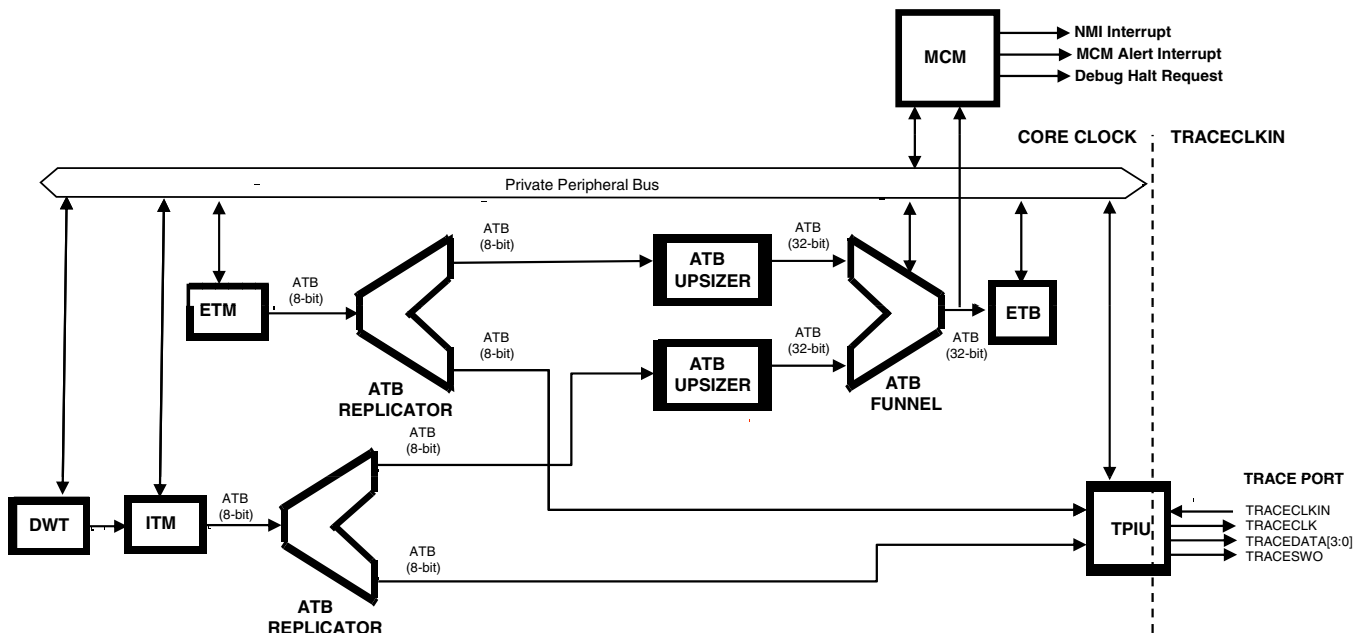 NMI Interrupt
MCM
MCM Alert Interrupt
Debug Halt Request
CORE CLOCK
TRACECLKIN
Private Peripheral Bus
ATB
(8-bit)
ATB
UPSIZER
ATB
(32-bit)
ETM
ATB
(8-bit)
ETB
ATB
(8-bit)
ATB
UPSIZER
ATB
(32-bit)
ATB
(32-bit)
ATB
REPLICATOR
ATB
FUNNEL
ATB
(8-bit)
DWT
ITM
ATB
(8-bit)
ATB
(8-bit)
ATB
REPLICATOR
TPIU
TRACE PORT
TRACECLKIN
TRACECLK
TRACEDATA[3:0]
TRACESWO